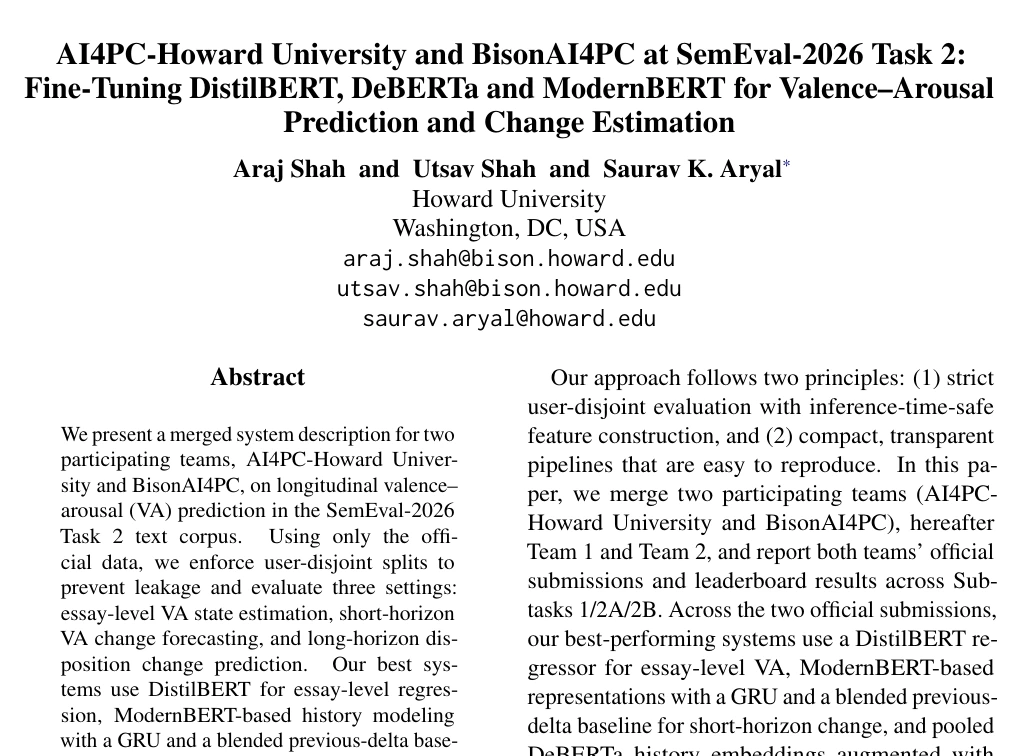 AI4PC-Howard University and BisonAI4PC at SemEval-2026 Task 2:
Fine-Tuning DistilBERT, DeBERTa and ModernBERT for Valence–Arousal
Prediction and Change Estimation
Araj Shah and Utsav Shah and Saurav K. Aryal*
Howard University
Washington, DC, USA
araj.shah@bison.howard.edu
utsav.shah@bison.howard.edu
saurav.aryal@howard.edu
Abstract
We present a merged system description for two
participating teams, AI4PC-Howard Univer-
sity and BisonAI4PC, on longitudinal valence–
arousal (VA) prediction in the SemEval-2026
Task 2 text corpus. Using only the offi-
cial data, we enforce user-disjoint splits to
prevent leakage and evaluate three settings:
essay-level VA state estimation, short-horizon
VA change forecasting, and long-horizon dis-
position change prediction. Our best sys-
tems use DistilBERT for essay-level regres-
sion, ModernBERT-based history modeling
with a GRU and a blended previous-delta base-
Our approach follows two principles: (1) strict
user-disjoint evaluation with inference-time-safe
feature construction, and (2) compact, transparent
pipelines that are easy to reproduce. In this pa-
per, we merge two participating teams (AI4PC-
Howard University and BisonAI4PC), hereafter
Team 1 and Team 2, and report both teams' official
submissions and leaderboard results across Sub-
tasks 1/2A/2B. Across the two official submissions,
our best-performing systems use a DistilBERT re-
gressor for essay-level VA, ModernBERT-based
representations with a GRU and a blended previous-
delta baseline for short-horizon change, and pooled
DeBERTa history embeddings augmented with